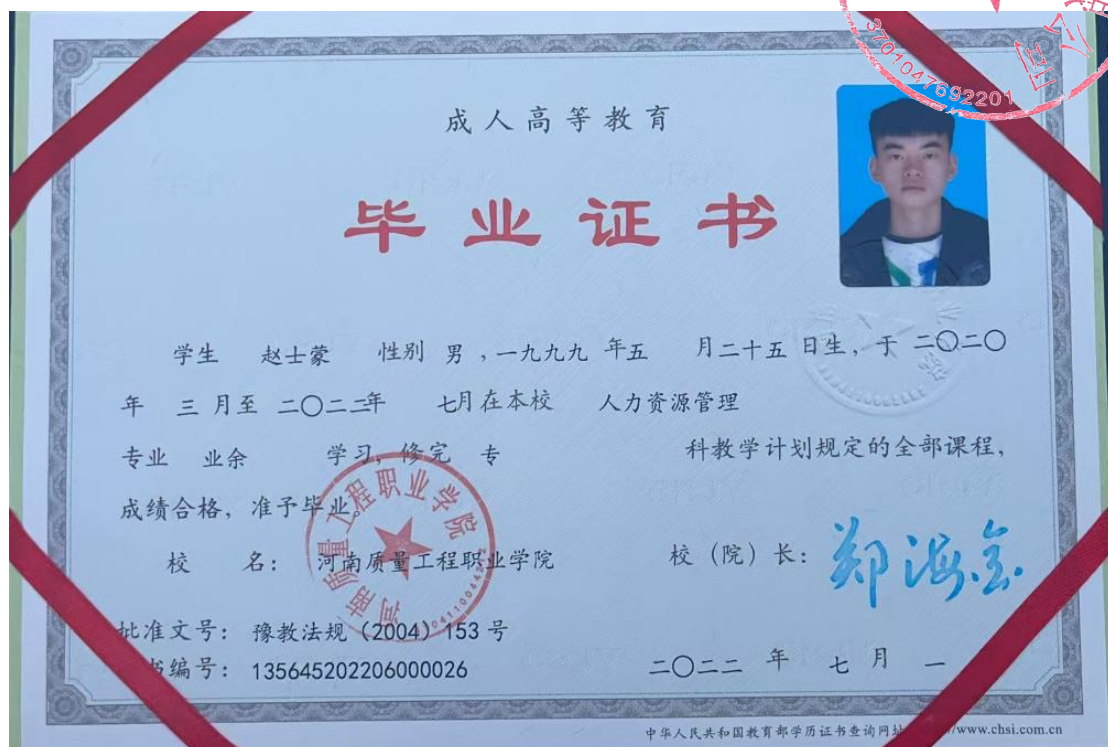 3701047692201
成人高等教育
毕业证书
学生 赵士蒙 性别 男 ,一九九九 年五 月二十五 日生, 于 二〇二〇
年 三 月至 二〇二二年 七月在本校 人力资源管理
专业 业余 学习, 修完 专 科教学计划规定的全部课程,
成绩合格, 准予毕业。
校 名: 河南质量工程职业学院 校(院)长: 郑海金
河南质量工程职业学院
批准文号: 豫教法规(2004)153 号
书编号: 135645202206000026 二〇二二 年 七 月 一
中华人民共和国教育部学历证书查询网址 /www.chsi.com.cn